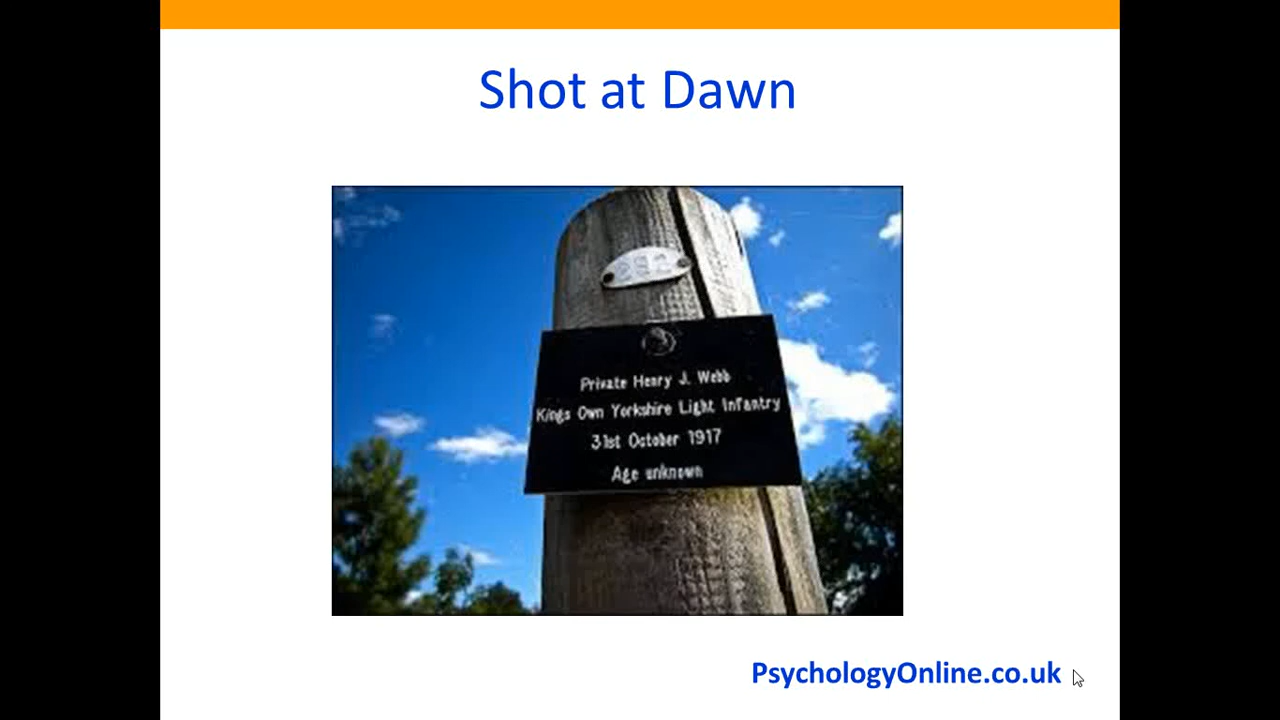 Shot at Dawn
Private Henry J. Webb
Kings Own Yorkshire Light Infantry
31st October 1917
Age unknown
PsychologyOnline.co.uk